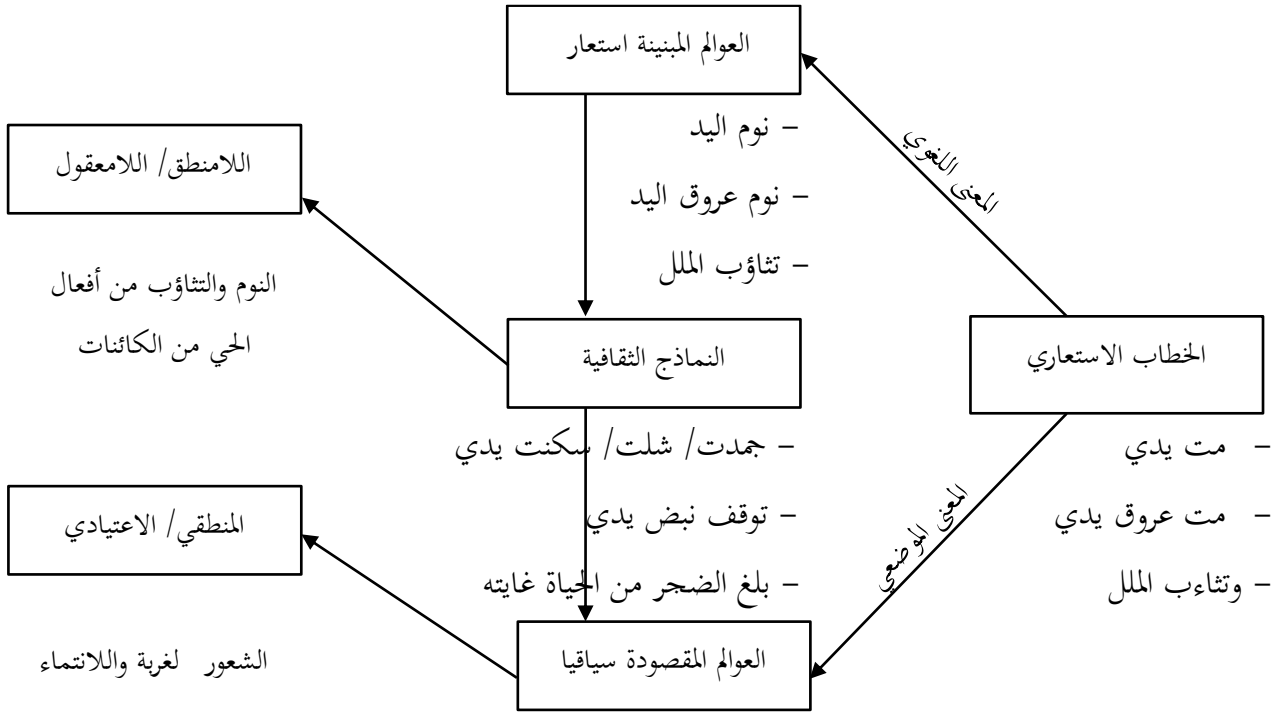 العوالم المبنينة استعار
– نوم اليد
– نوم عروق اليد
– تثاؤب الملل
المعنى اللغوي
الخطاب الاستعاري
– مت يدي
– مت عروق يدي
– وتثاءب الملل
المعنى الموضعي
النماذج الثقافية
– جمدت/ شلت/ سكنت يدي
– توقف نبض يدي
– بلغ الضجر من الحياة غايته
العوالم المقصودة سياقيا
اللامنطق/ اللامعقول
النوم والتثاؤب من أفعال
الحي من الكائنات
المنطقي/ الاعتيادي
الشعور لغربة واللانتماء